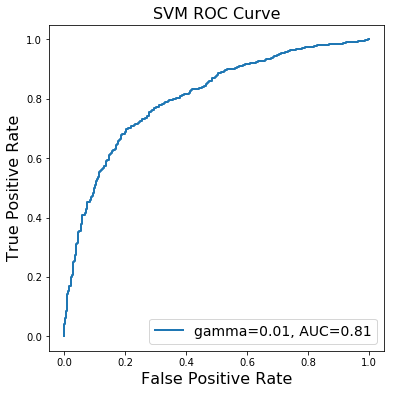 SVM ROC Curve
True Positive Rate
1.0
0.8
0.6
0.4
0.2
0.0
gamma=0.01, AUC=0.81
0.0 0.2 0.4 0.6 0.8 1.0
False Positive Rate